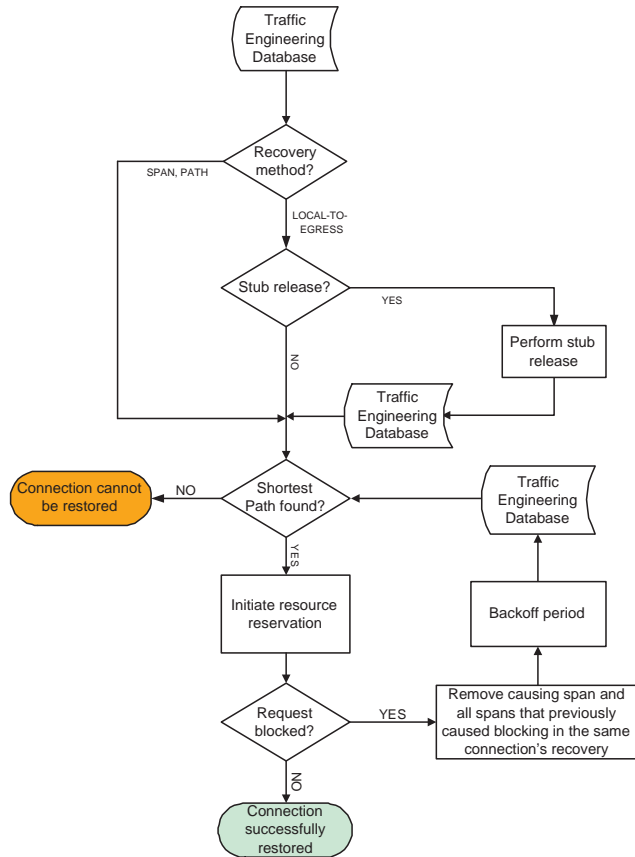 Traffic
Engineering
Database
Recovery
method?
SPAN, PATH
LOCAL-TO-
EGRESS
Stub release?
YES
NO
Perform stub
release
Traffic
Engineering
Database
Connection cannot
be restored
NO
Shortest
Path found?
Traffic
Engineering
Database
YES
Initiate resource
reservation
Backoff period
Request
blocked?
YES
Remove causing span and
all spans that previously
caused blocking in the same
connection's recovery
NO
Connection
successfully
restored